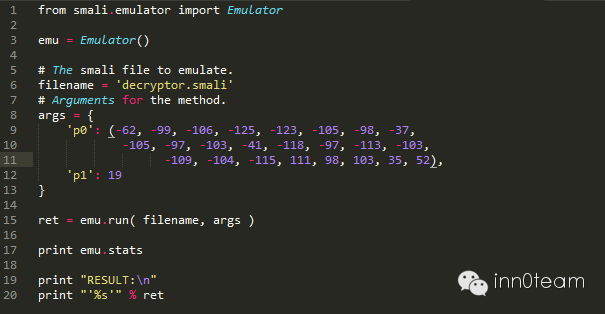 1 from smali.emulator import Emulator
2
3 emu = Emulator()
4
5 # The smali file to emulate.
6 filename = 'decryptor.smali'
7 # Arguments for the method.
8 args = {
9 'p0': (-62, -99, -106, -125, -123, -105, -98, -37,
10 -105, -97, -103, -41, -118, -97, -113, -103,
11 -109, -104, -115, 111, 98, 103, 35, 52),
12 'p1': 19
13 }
14
15 ret = emu.run( filename, args )
16
17 print emu.stats
18
19 print "RESULT:\n"
20 print "'%s'" % ret
inn0team